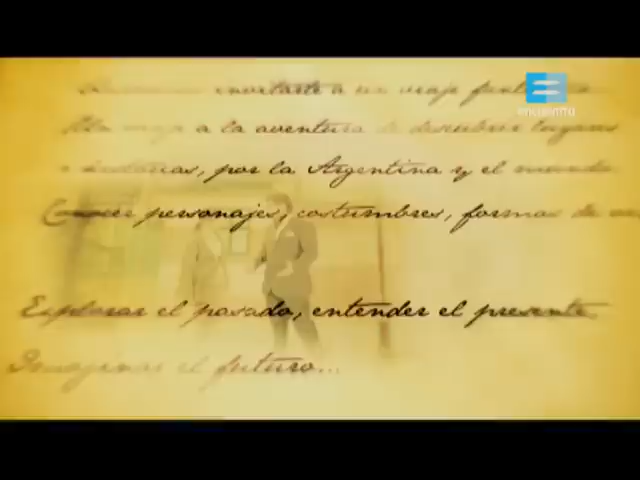 invitarte a un viaje
Un viaje a la aventura de descubrir lugares
por la Argentina y el mundo
Conocer personajes, costumbres, formas de
Explorar el pasado, entender el presente,
Imaginar el futuro...
encuentro